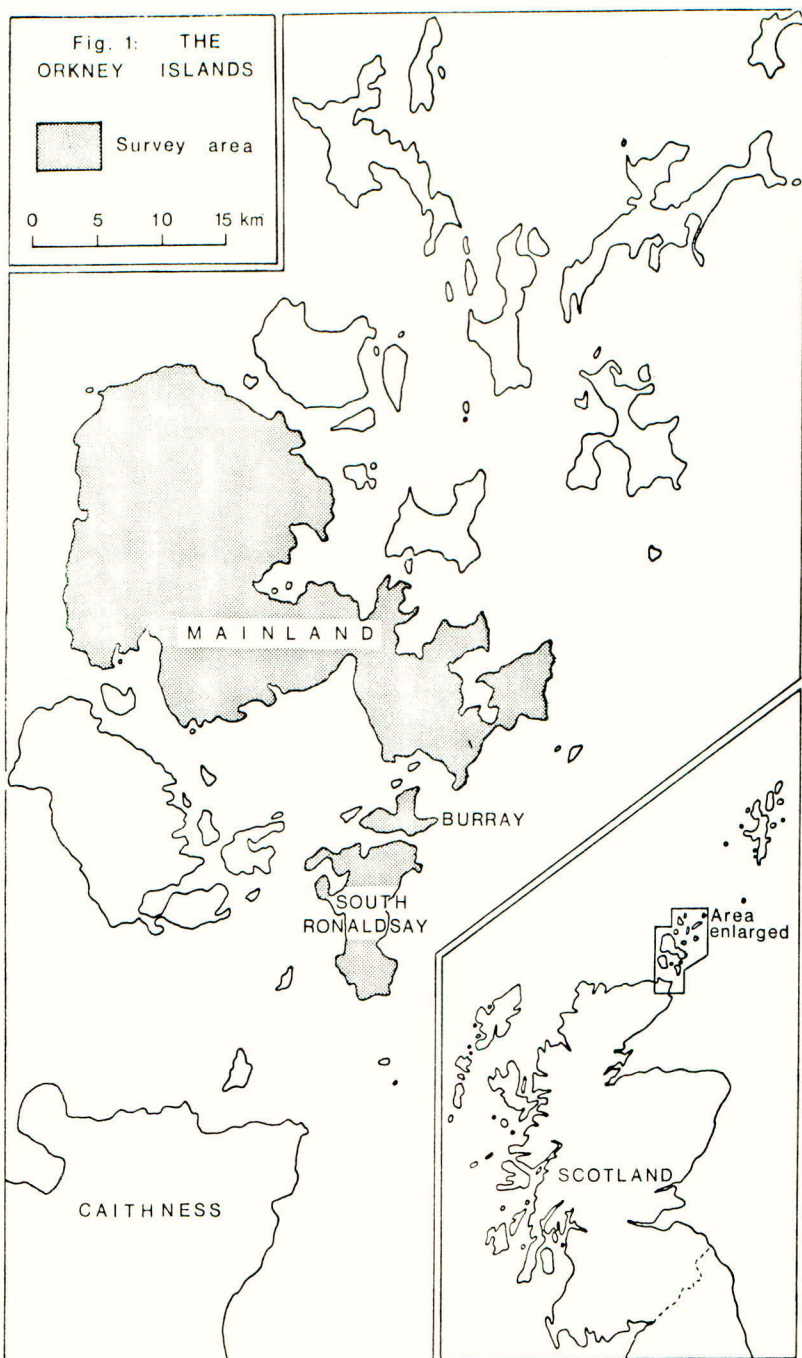 Fig. 1: THE
ORKNEY ISLANDS
Survey area
0 5 10 15 km
MAINLAND
BURRAY
SOUTH
RONALDSAY
Area
enlarged
SCOTLAND
CAITHNESS